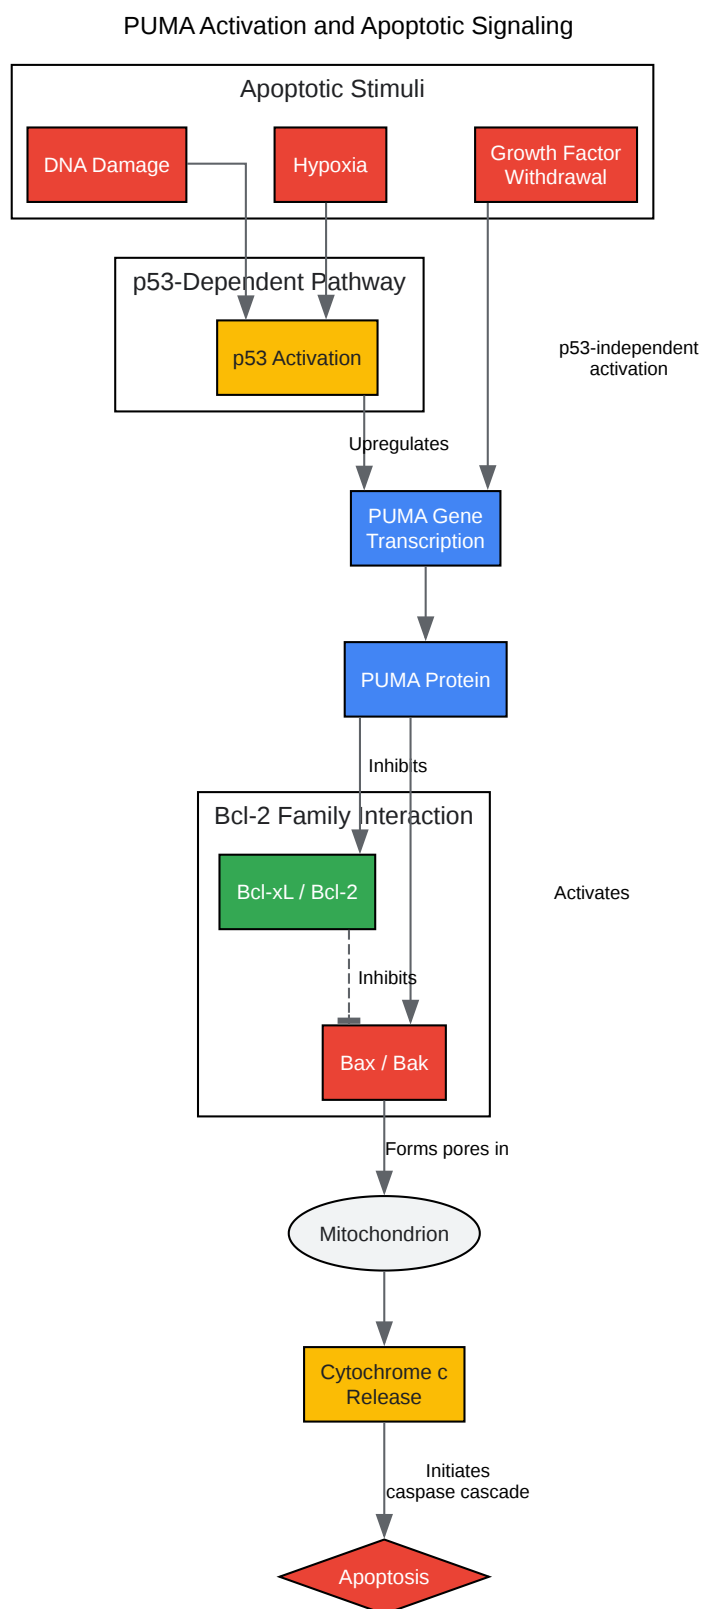 PUMA Activation and Apoptotic Signaling
Apoptotic Stimuli
DNA Damage
Hypoxia
Growth Factor
Withdrawal
p53-Dependent Pathway
p53 Activation
p53-independent
activation
Upregulates
PUMA Gene
Transcription
PUMA Protein
Inhibits
Bcl-2 Family Interaction
Bcl-xL / Bcl-2
Activates
Inhibits
Bax / Bak
Forms pores in
Mitochondrion
Cytochrome c
Release
Initiates
caspase cascade
Apoptosis